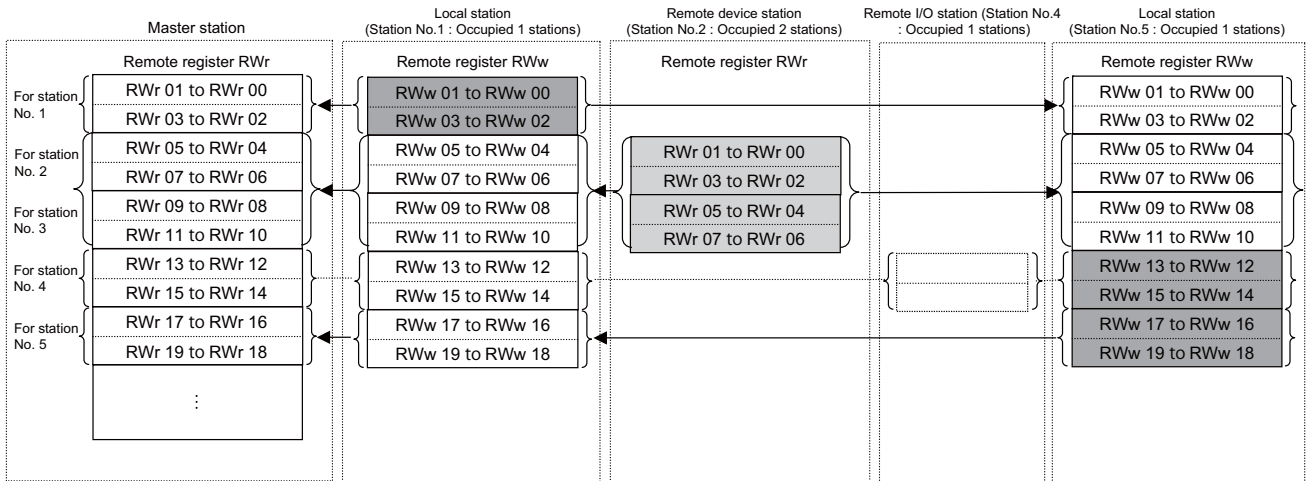 Master station
Local station
(Station No.1 : Occupied 1 stations)
Remote device station
(Station No.2 : Occupied 2 stations)
Remote I/O station (Station No.4
: Occupied 1 stations)
Local station
(Station No.5 : Occupied 1 stations)
Remote register RWr
Remote register RWw
Remote register RWr
Remote register RWw
For station
No. 1
For station
No. 2
For station
No. 3
For station
No. 4
For station
No. 5
RWr 01 to RWr 00
RWr 03 to RWr 02
RWr 05 to RWr 04
RWr 07 to RWr 06
RWr 09 to RWr 08
RWr 11 to RWr 10
RWr 13 to RWr 12
RWr 15 to RWr 14
RWr 17 to RWr 16
RWr 19 to RWr 18
⋮
RWw 01 to RWw 00
RWw 03 to RWw 02
RWw 05 to RWw 04
RWw 07 to RWw 06
RWw 09 to RWw 08
RWw 11 to RWw 10
RWw 13 to RWw 12
RWw 15 to RWw 14
RWw 17 to RWw 16
RWw 19 to RWw 18
RWr 01 to RWr 00
RWr 03 to RWr 02
RWr 05 to RWr 04
RWr 07 to RWr 06
RWw 01 to RWw 00
RWw 03 to RWw 02
RWw 05 to RWw 04
RWw 07 to RWw 06
RWw 09 to RWw 08
RWw 11 to RWw 10
RWw 13 to RWw 12
RWw 15 to RWw 14
RWw 17 to RWw 16
RWw 19 to RWw 18